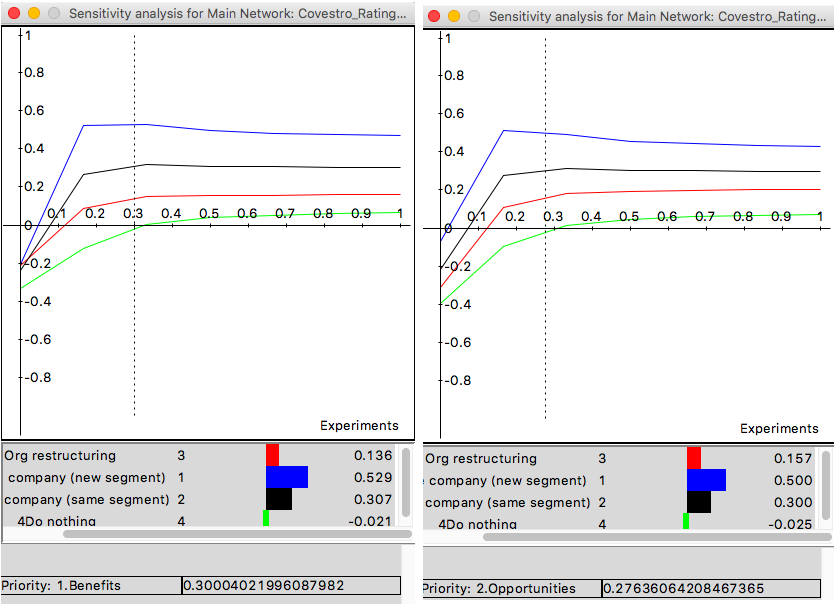 Sensitivity analysis for Main Network: Covestro_Rating...
1
0.8
0.6
0.4
0.2
0.1 0.2 0.3 0.4 0.5 0.6 0.7 0.8 0.9 1
0
-0.2
-0.4
-0.6
-0.8
Experiments
Org restructuring 3 0.136
company (new segment) 1 0.529
company (same segment) 2 0.307
4Do nothing 4 -0.021
Priority: 1.Benefits 0.30004021996087982
Sensitivity analysis for Main Network: Covestro_Rating...
1
0.8
0.6
0.4
0.2
0.1 0.2 0.3 0.4 0.5 0.6 0.7 0.8 0.9 1
0
-0.2
-0.4
-0.6
-0.8
Experiments
Org restructuring 3 0.157
e company (new segment) 1 0.500
company (same segment) 2 0.300
4Do nothing 4 -0.025
Priority: 2.Opportunities 0.27636064208467365